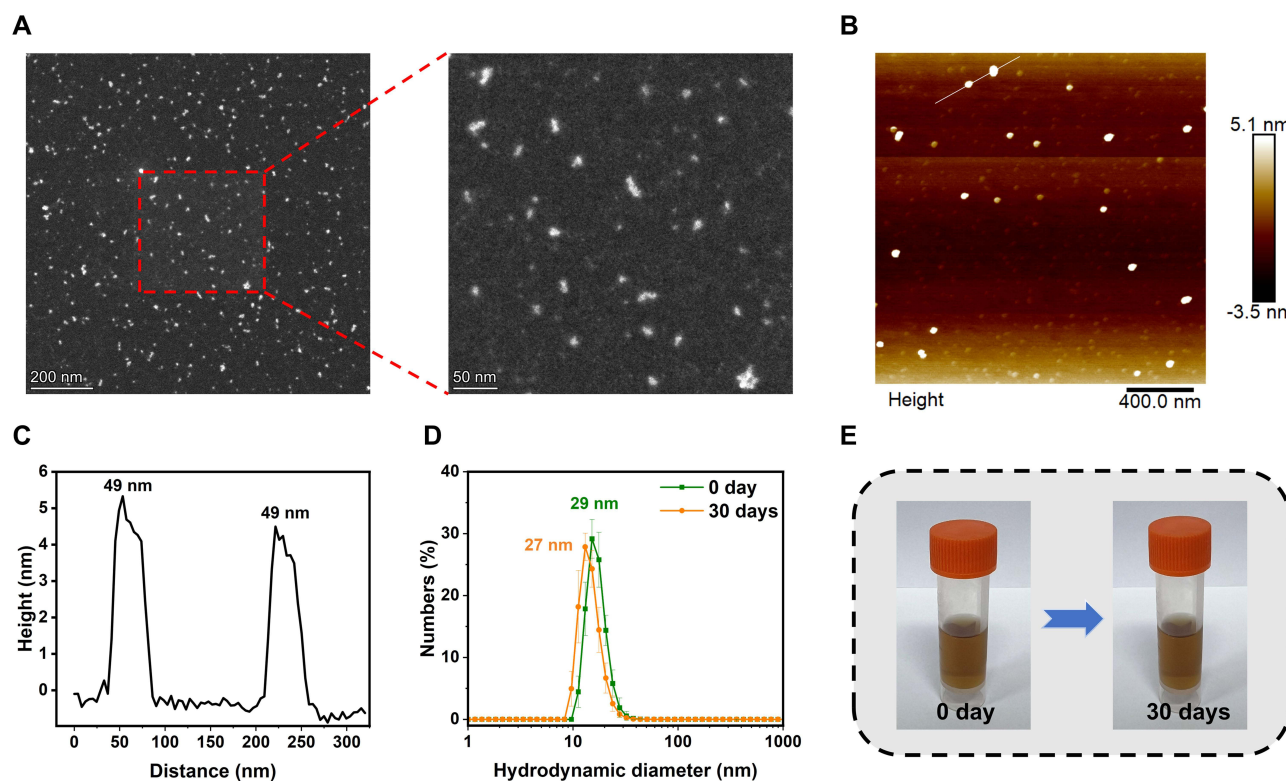 A
200 nm
50 nm
B
5.1 nm
-3.5 nm
Height
400.0 nm
C
6
5
4
3
2
1
0
Height (nm)
49 nm
49 nm
0 50 100 150 200 250 300
Distance (nm)
D
40
30
20
10
0
Numbers (%)
0 day
30 days
29 nm
27 nm
1 10 100 1000
Hydrodynamic diameter (nm)
E
0 day
30 days